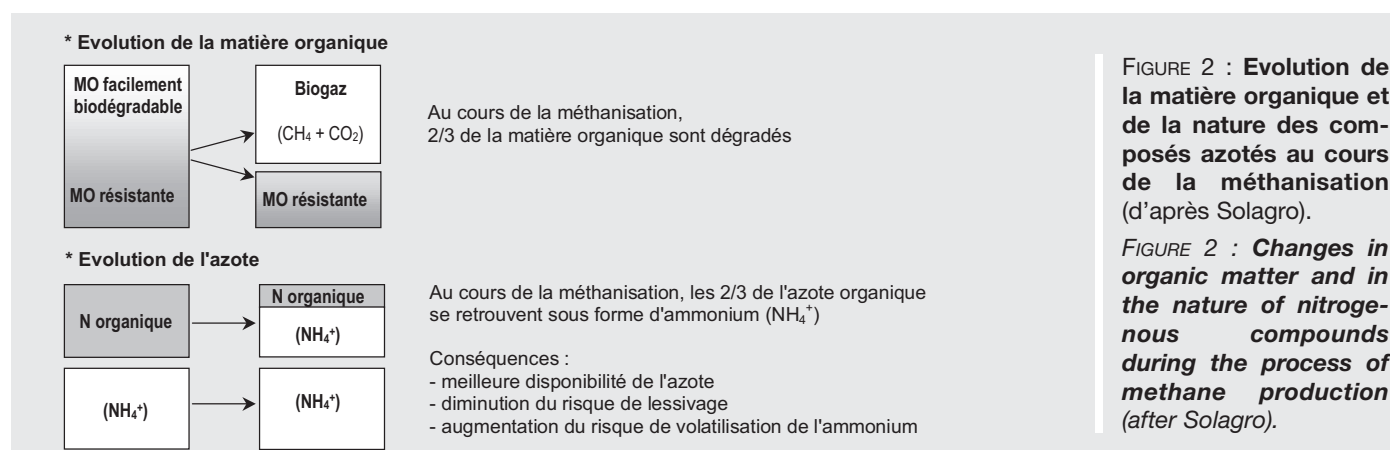 * Evolution de la matière organique
MO facilement
biodégradable
MO résistante
Biogaz
(CH₄ + CO₂)
MO résistante
Au cours de la méthanisation,
2/3 de la matière organique sont dégradés
* Evolution de l'azote
N organique
N organique
(NH₄⁺)
(NH₄⁺)
(NH₄⁺)
Au cours de la méthanisation, les 2/3 de l'azote organique
se retrouvent sous forme d'ammonium (NH₄⁺)
Conséquences :
- meilleure disponibilité de l'azote
- diminution du risque de lessivage
- augmentation du risque de volatilisation de l'ammonium
FIGURE 2 : Evolution de
la matière organique et
de la nature des com-
posés azotés au cours
de la méthanisation
(d'après Solagro).
FIGURE 2 : Changes in
organic matter and in
the nature of nitroge-
nous compounds
during the process of
methane production
(after Solagro).